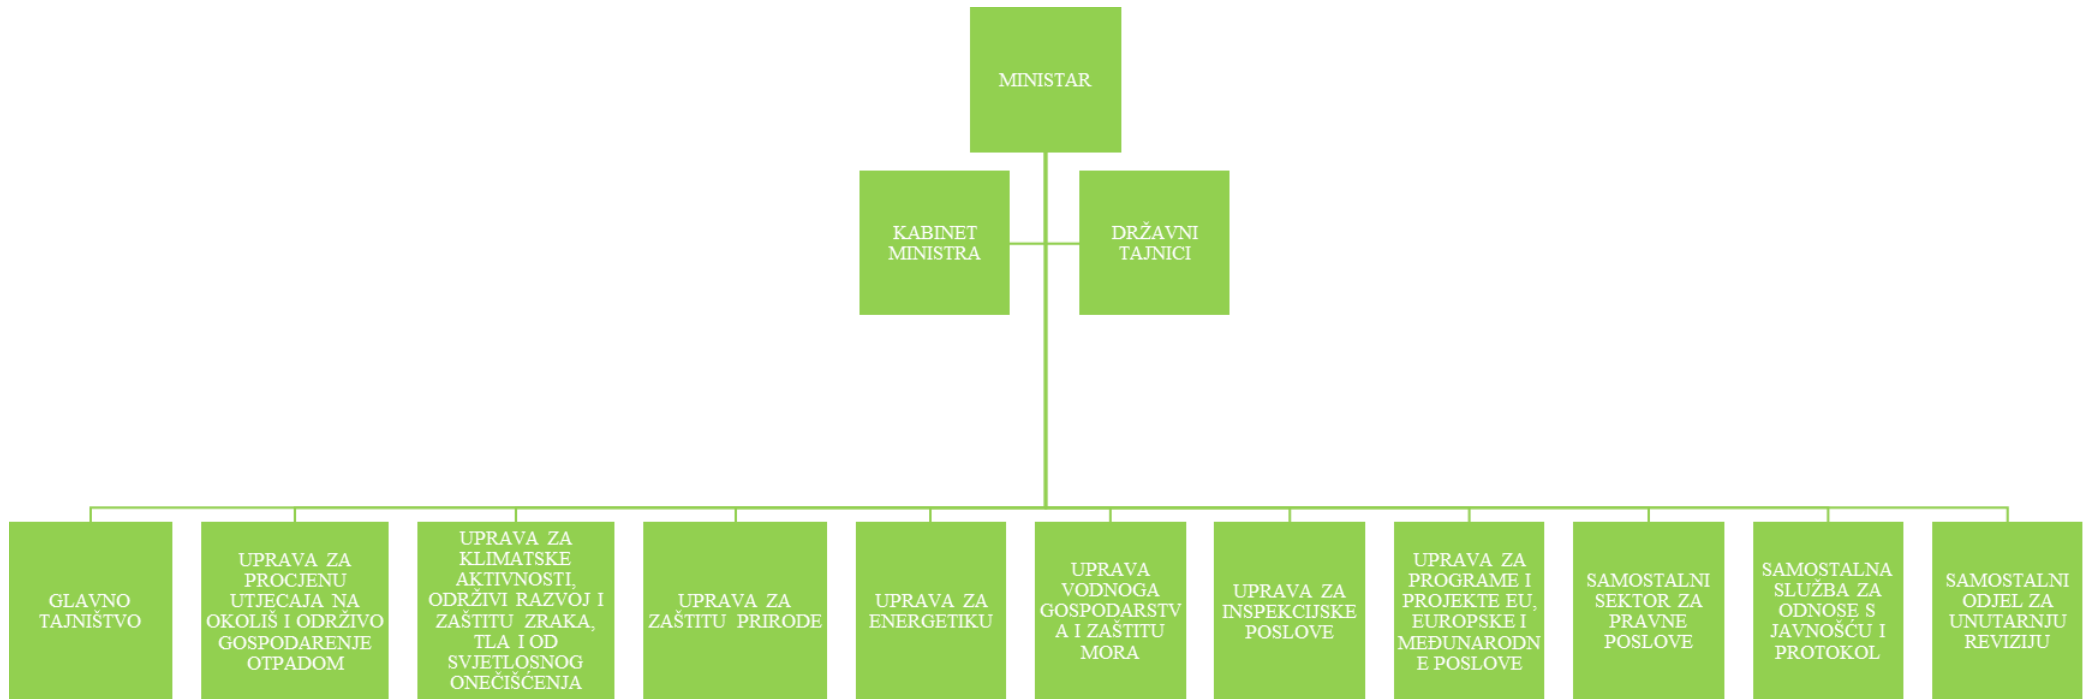 MINISTAR
KABINET
MINISTRA
DRŽAVNI
TAJNICI
GLAVNO
TAJNIŠTVO
UPRAVA ZA
PROCJENU
UTJECAJA NA
OKOLIŠ I ODRŽIVO
GOSPODARENJE
OTPADOM
UPRAVA ZA
KLIMATSKE
AKTIVNOSTI,
ODRŽIVI RAZVOJ I
ZAŠTITU ZRAKA,
TLA I OD
SVJETLOSNOG
ONEČIŠĆENJA
UPRAVA ZA
ZAŠTITU PRIRODE
UPRAVA ZA
ENERGETIKU
UPRAVA
VODNOGA
GOSPODARSTV
A I ZAŠTITU
MORA
UPRAVA ZA
INSPEKCIJSKE
POSLOVE
UPRAVA ZA
PROGRAME I
PROJEKTE EU,
EUROPSKE I
MEĐUNARODN
E POSLOVE
SAMOSTALNI
SEKTOR ZA
PRAVNE
POSLOVE
SAMOSTALNA
SLUŽBA ZA
ODNOSE S
JAVNOŠĆU I
PROTOKOL
SAMOSTALNI
ODJEL ZA
UNUTARNJU
REVIZIJU